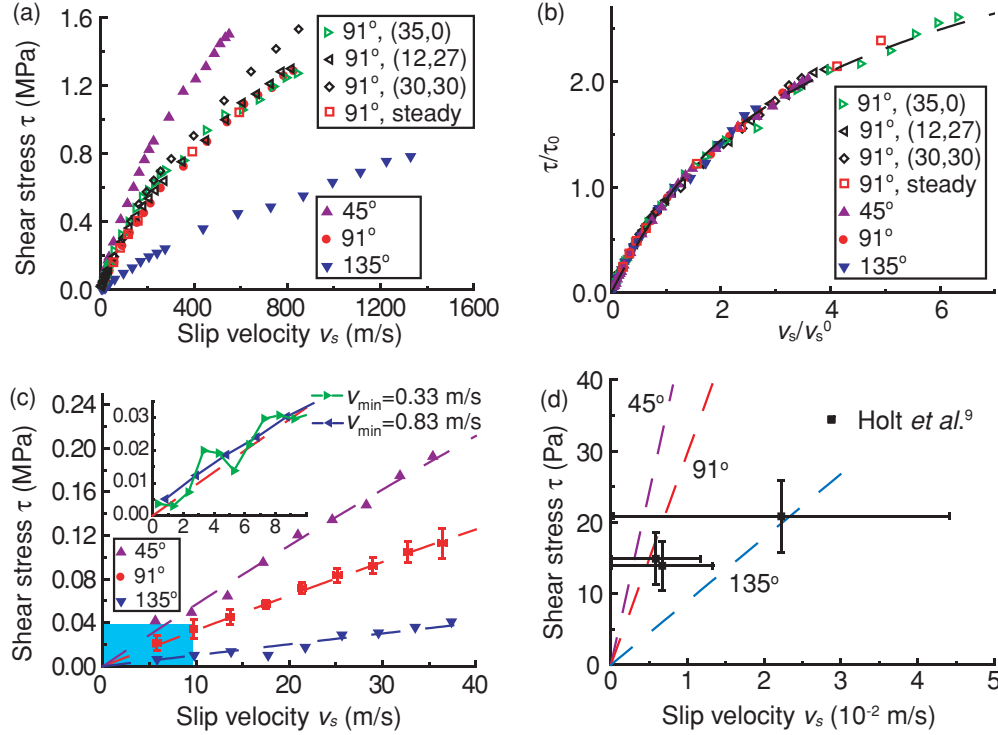 (a)
Shear stress τ (MPa)
1.6
1.2
0.8
0.4
0.0
0 400 800 1200 1600
Slip velocity vs (m/s)
91°, (35,0)
91°, (12,27)
91°, (30,30)
91°, steady
45°
91°
135°
(b)
τ/τ0
2.0
1.0
0.0
0 2 4 6
vs/vs0
91°, (35,0)
91°, (12,27)
91°, (30,30)
91°, steady
45°
91°
135°
(c)
Shear stress τ (MPa)
0.24
0.20
0.16
0.12
0.08
0.04
0.00
0 10 20 30 40
Slip velocity vs (m/s)
0.03
0.02
0.01
0.00
0 2 4 6 8
vmin=0.33 m/s
vmin=0.83 m/s
45°
91°
135°
(d)
Shear stress τ (Pa)
40
30
20
10
0
0 1 2 3 4 5
Slip velocity vs (10-2 m/s)
45°
91°
135°
Holt et al.9